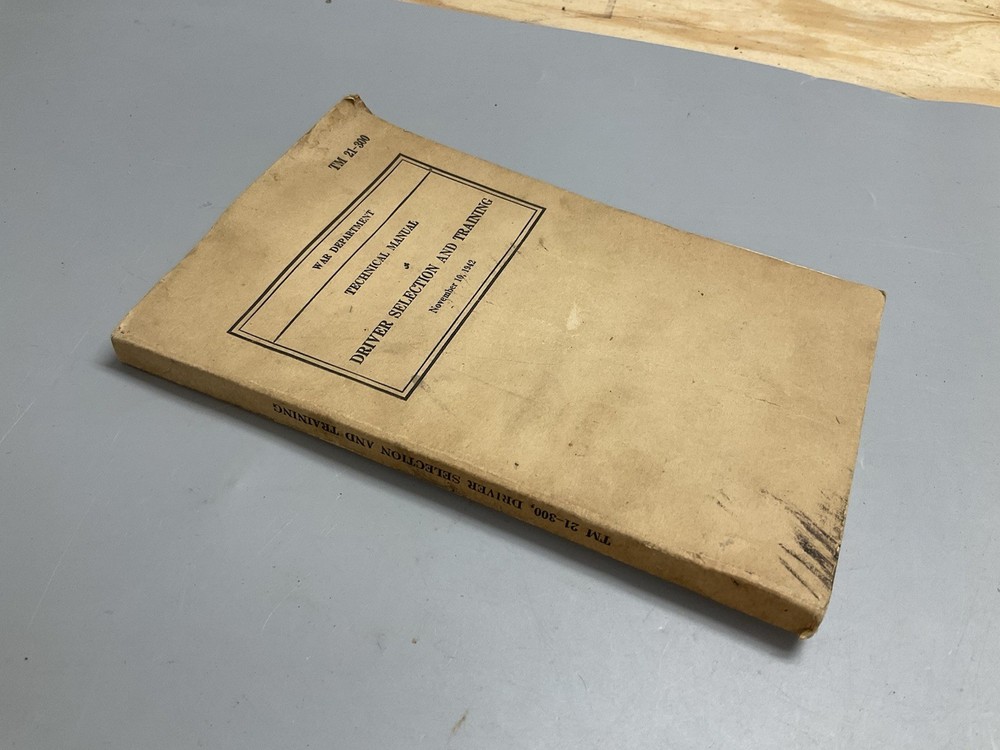 TM 21-300
WAR DEPARTMENT
TECHNICAL MANUAL
DRIVER SELECTION AND TRAINING
November 10, 1942
TM 21-300, DRIVER SELECTION AND TRAINING